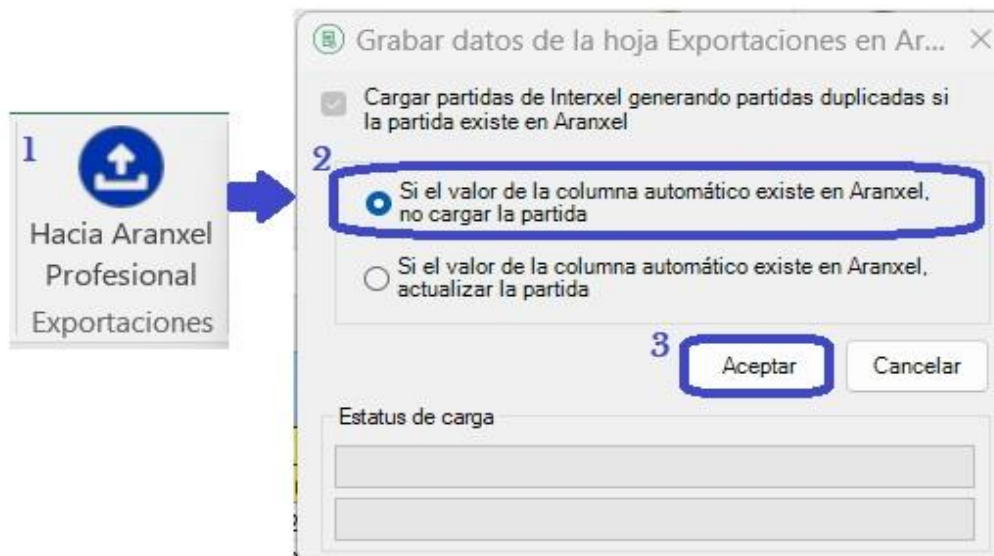 1
Hacia Aranxel
Profesional
Exportaciones
Grabar datos de la hoja Exportaciones en Ar...
Cargar partidas de Interxel generando partidas duplicadas si
la partida existe en Aranxel
2
Si el valor de la columna automático existe en Aranxel,
no cargar la partida
Si el valor de la columna automático existe en Aranxel,
actualizar la partida
3
Aceptar
Cancelar
Estatus de carga